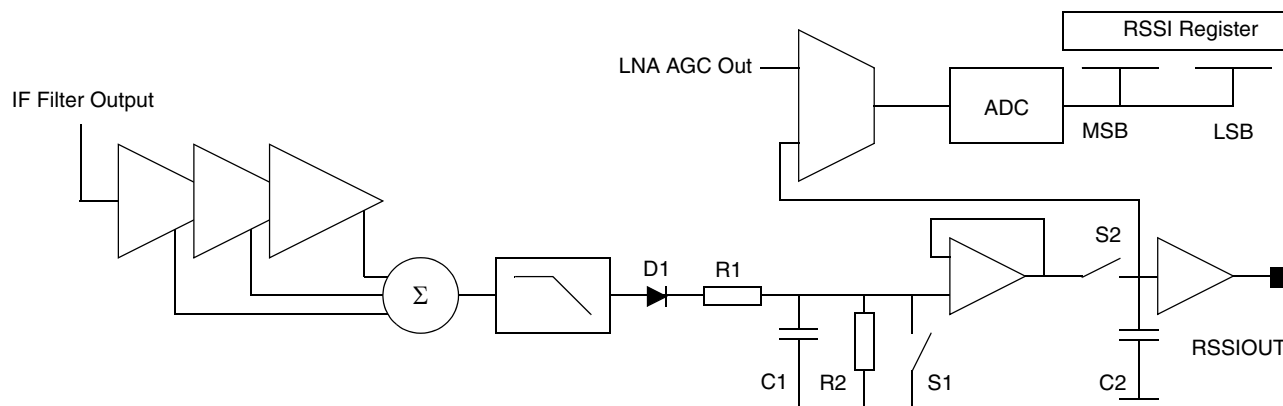 RSSI Register
LNA AGC Out
IF Filter Output
ADC
MSB
LSB
S2
D1
R1
Σ
RSSIOUT
C1
R2
S1
C2